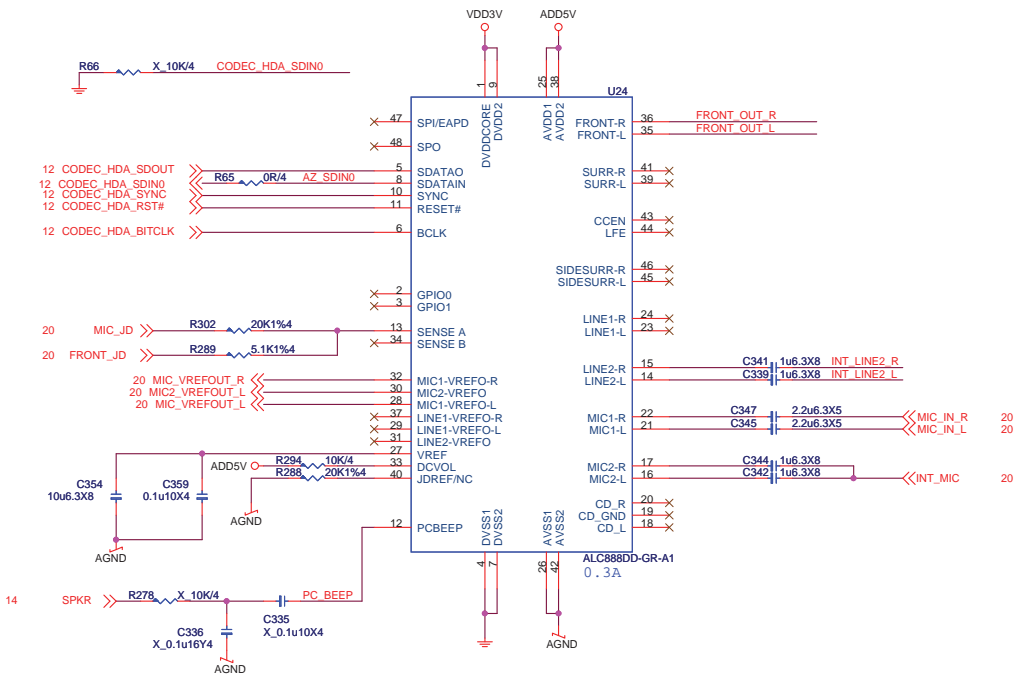 VDD3V ADD5V
R66 X_10K/4 CODEC_HDA_SDIN0
1 9 25 38
U24
DVDDCORE DVDD2 AVDD1 AVDD2
47 SPI/EAPD
48 SPO
12 CODEC_HDA_SDOUT 5 SDATAO
12 CODEC_HDA_SDIN0 R65 0R/4 AZ_SDIN0 8 SDATAIN
12 CODEC_HDA_SYNC 10 SYNC
12 CODEC_HDA_RST# 11 RESET#
12 CODEC_HDA_BITCLK 6 BCLK
2 GPIO0
3 GPIO1
20 MIC_JD R302 20K1%4 13 SENSE A
34 SENSE B
20 FRONT_JD R289 5.1K1%4
20 MIC_VREFOUT_R 32 MIC1-VREFO-R
20 MIC2_VREFOUT_L 30 MIC2-VREFO
20 MIC_VREFOUT_L 28 MIC1-VREFO-L
37 LINE1-VREFO-R
29 LINE1-VREFO-L
31 LINE2-VREFO
27 VREF
ADD5V R294 10K/4 33 DCVOL
R288 20K1%4 40 JDREF/NC
C354 10u6.3X8
C359 0.1u10X4
AGND
AGND
12 PCBEEP
FRONT-R 36 FRONT_OUT_R
FRONT-L 35 FRONT_OUT_L
SURR-R 41
SURR-L 39
CCEN 43
LFE 44
SIDESURR-R 46
SIDESURR-L 45
LINE1-R 24
LINE1-L 23
LINE2-R 15 C341 1u6.3X8 INT_LINE2_R
LINE2-L 14 C339 1u6.3X8 INT_LINE2_L
MIC1-R 22 C347 2.2u6.3X5 MIC_IN_R 20
MIC1-L 21 C345 2.2u6.3X5 MIC_IN_L 20
MIC2-R 17 C344 1u6.3X8
MIC2-L 16 C342 1u6.3X8 INT_MIC 20
CD_R 20
CD_GND 19
CD_L 18
DVSS1 DVSS2 AVSS1 AVSS2
4 7 26 42
ALC888DD-GR-A1
0.3A
14 SPKR R278 X_10K/4 PC_BEEP
C335
X_0.1u10X4
C336
X_0.1u16Y4
AGND
AGND